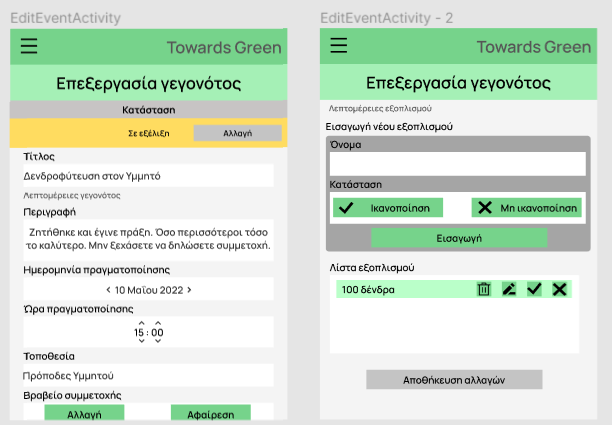 EditEventActivity
Towards Green
Επεξεργασία γεγονότος
Κατάσταση
Σε εξέλιξη
Αλλαγή
Τίτλος
Δενδροφύτευση στον Υμμητό
Λεπτομέρειες γεγονότος
Περιγραφή
Ζητήθηκε και έγινε πράξη. Όσο περισσότεροι τόσο
το καλύτερο. Μην ξεχάσετε να δηλώσετε συμμετοχή.
Ημερομηνία πραγματοποίησης
< 10 Μαΐου 2022 >
Ώρα πραγματοποίησης
15 : 00
Τοποθεσία
Πρόποδες Υμμητού
Βραβείο συμμετοχής
Αλλαγή
Αφαίρεση
EditEventActivity - 2
Towards Green
Επεξεργασία γεγονότος
Λεπτομέρειες εξοπλισμού
Εισαγωγή νέου εξοπλισμού
Όνομα
Κατάσταση
Ικανοποίηση
Μη ικανοποίηση
Εισαγωγή
Λίστα εξοπλισμού
100 δένδρα
Αποθήκευση αλλαγών